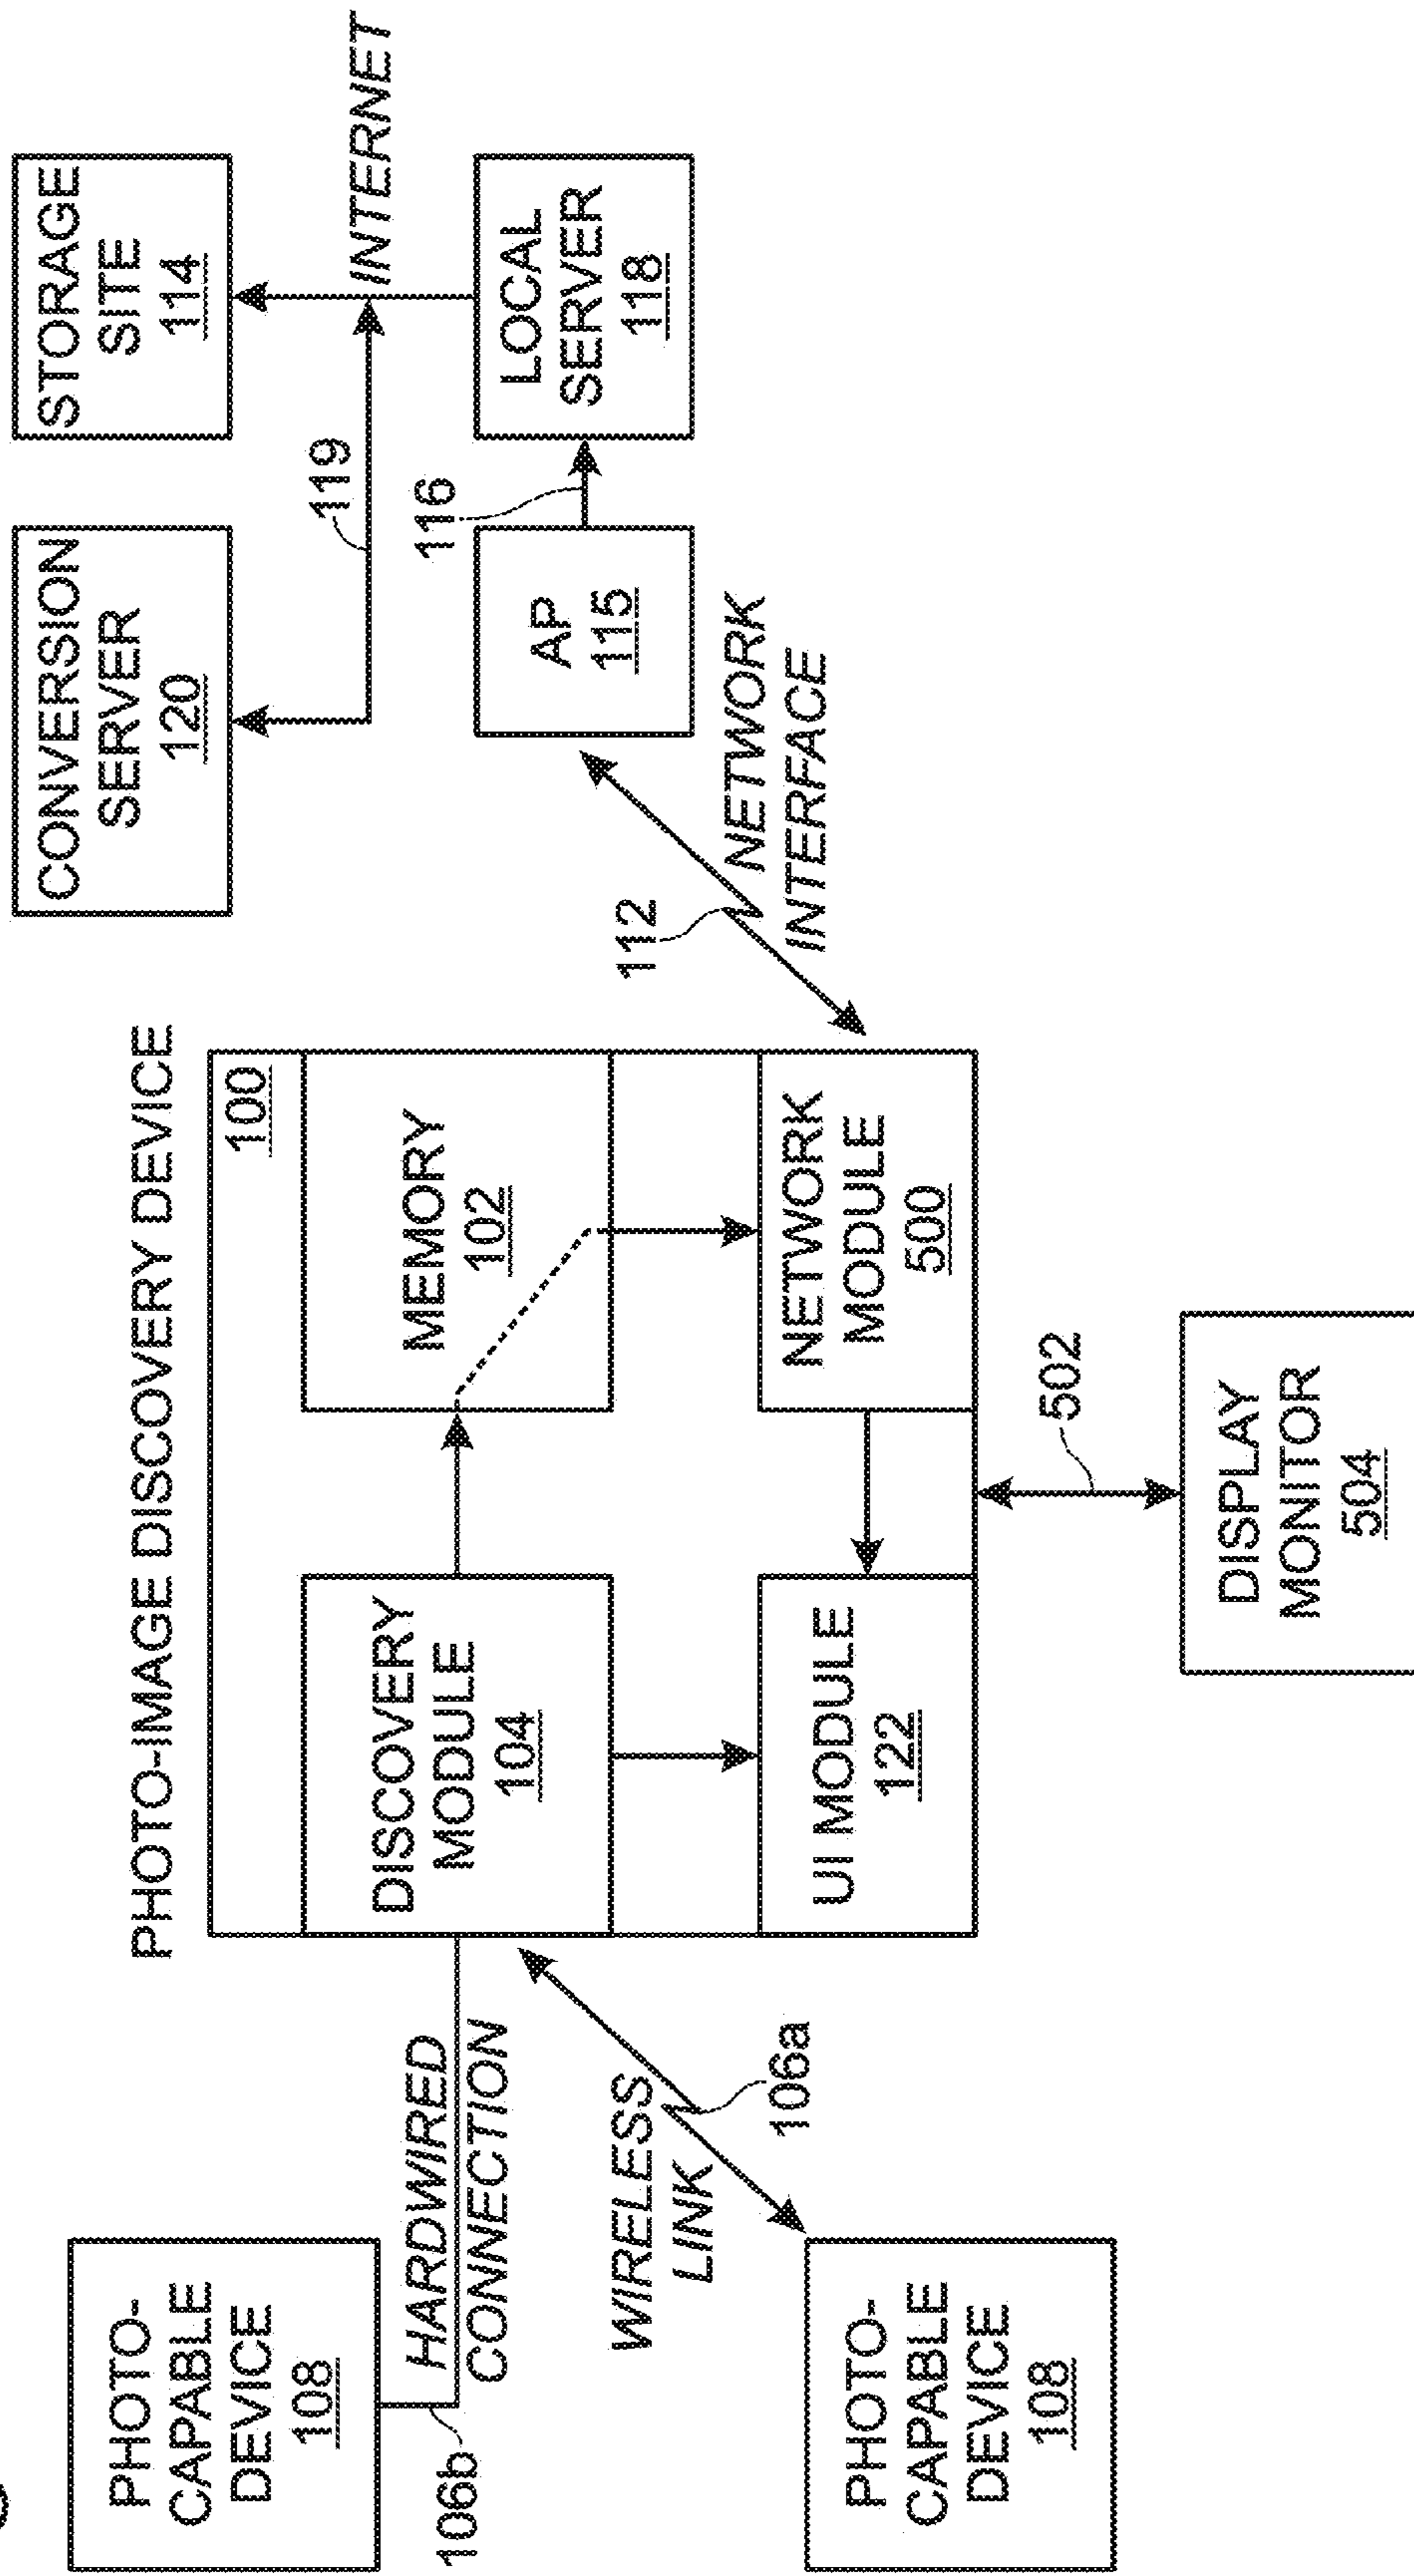 PHOTO-IMAGE DISCOVERY DEVICE
PHOTO-
CAPABLE
DEVICE
108
106b
HARDWIRED
CONNECTION
WIRELESS
LINK
106a
PHOTO-
CAPABLE
DEVICE
108
100
DISCOVERY
MODULE
104
MEMORY
102
UI MODULE
122
NETWORK
MODULE
500
502
DISPLAY
MONITOR
504
112
NETWORK
INTERFACE
CONVERSION
SERVER
120
STORAGE
SITE
114
119
INTERNET
116
AP
115
LOCAL
SERVER
118